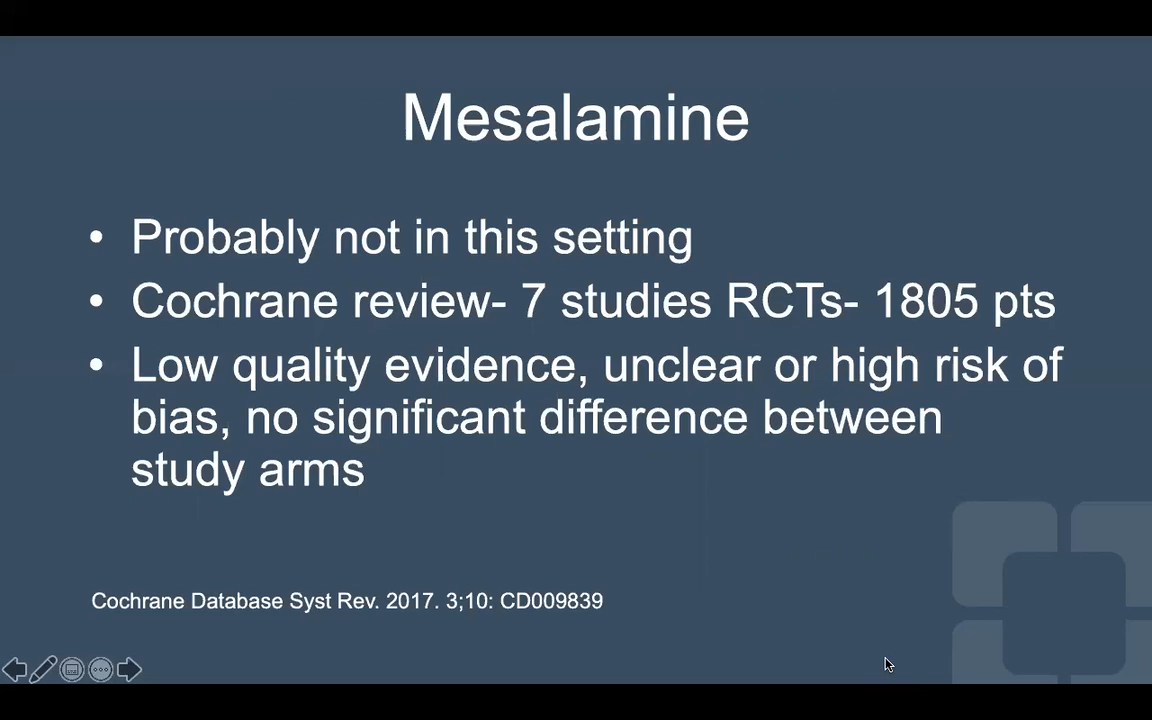 Mesalamine
• Probably not in this setting
• Cochrane review- 7 studies RCTs- 1805 pts
• Low quality evidence, unclear or high risk of
bias, no significant difference between
study arms
Cochrane Database Syst Rev. 2017. 3;10: CD009839